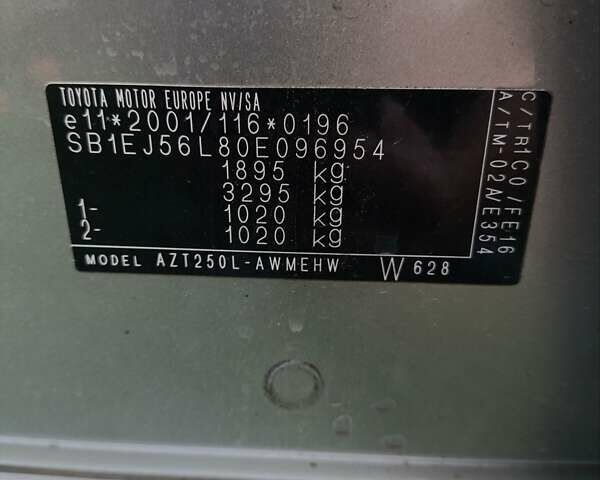 TOYOTA MOTOR EUROPE NV/SA
e11*2001/116*0196
SB1EJ56L80E096954
1895 kg
3295 kg
1- 1020 kg
2- 1020 kg
MODEL AZT250L-AWMEHW W 628
C/TR1C0/FE16
A/TM-02A/E354